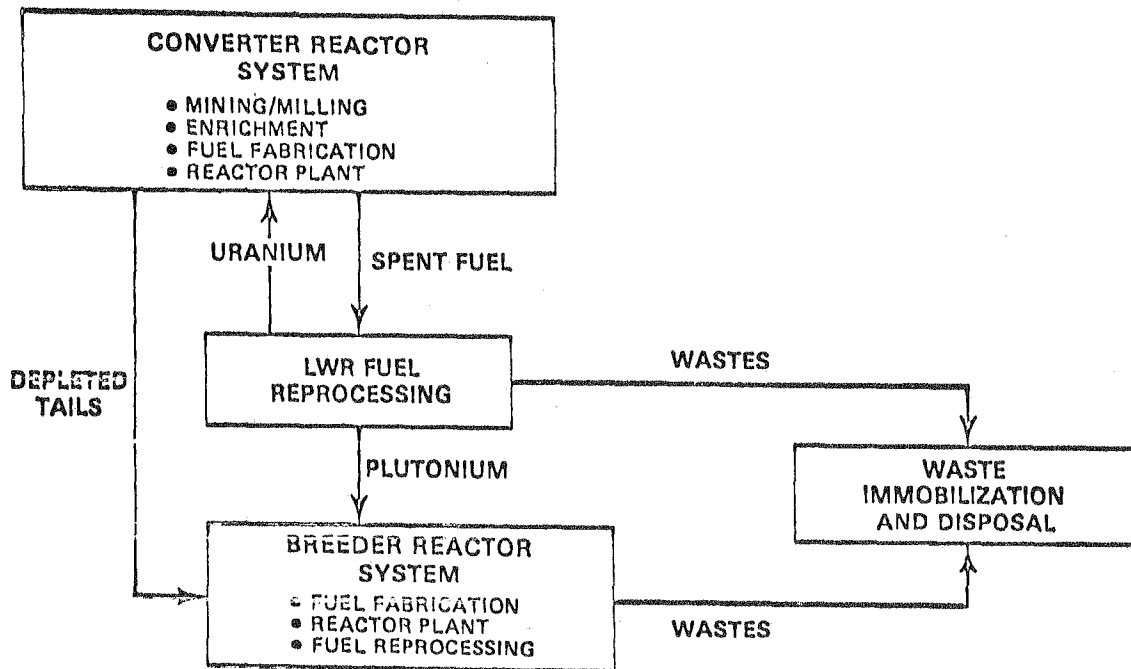 CONVERTER REACTOR
SYSTEM
• MINING/MILLING
• ENRICHMENT
• FUEL FABRICATION
• REACTOR PLANT
URANIUM
SPENT FUEL
DEPLETED
TAILS
LWR FUEL
REPROCESSING
WASTES
PLUTONIUM
WASTE
IMMOBILIZATION
AND DISPOSAL
BREEDER REACTOR
SYSTEM
• FUEL FABRICATION
• REACTOR PLANT
• FUEL REPROCESSING
WASTES